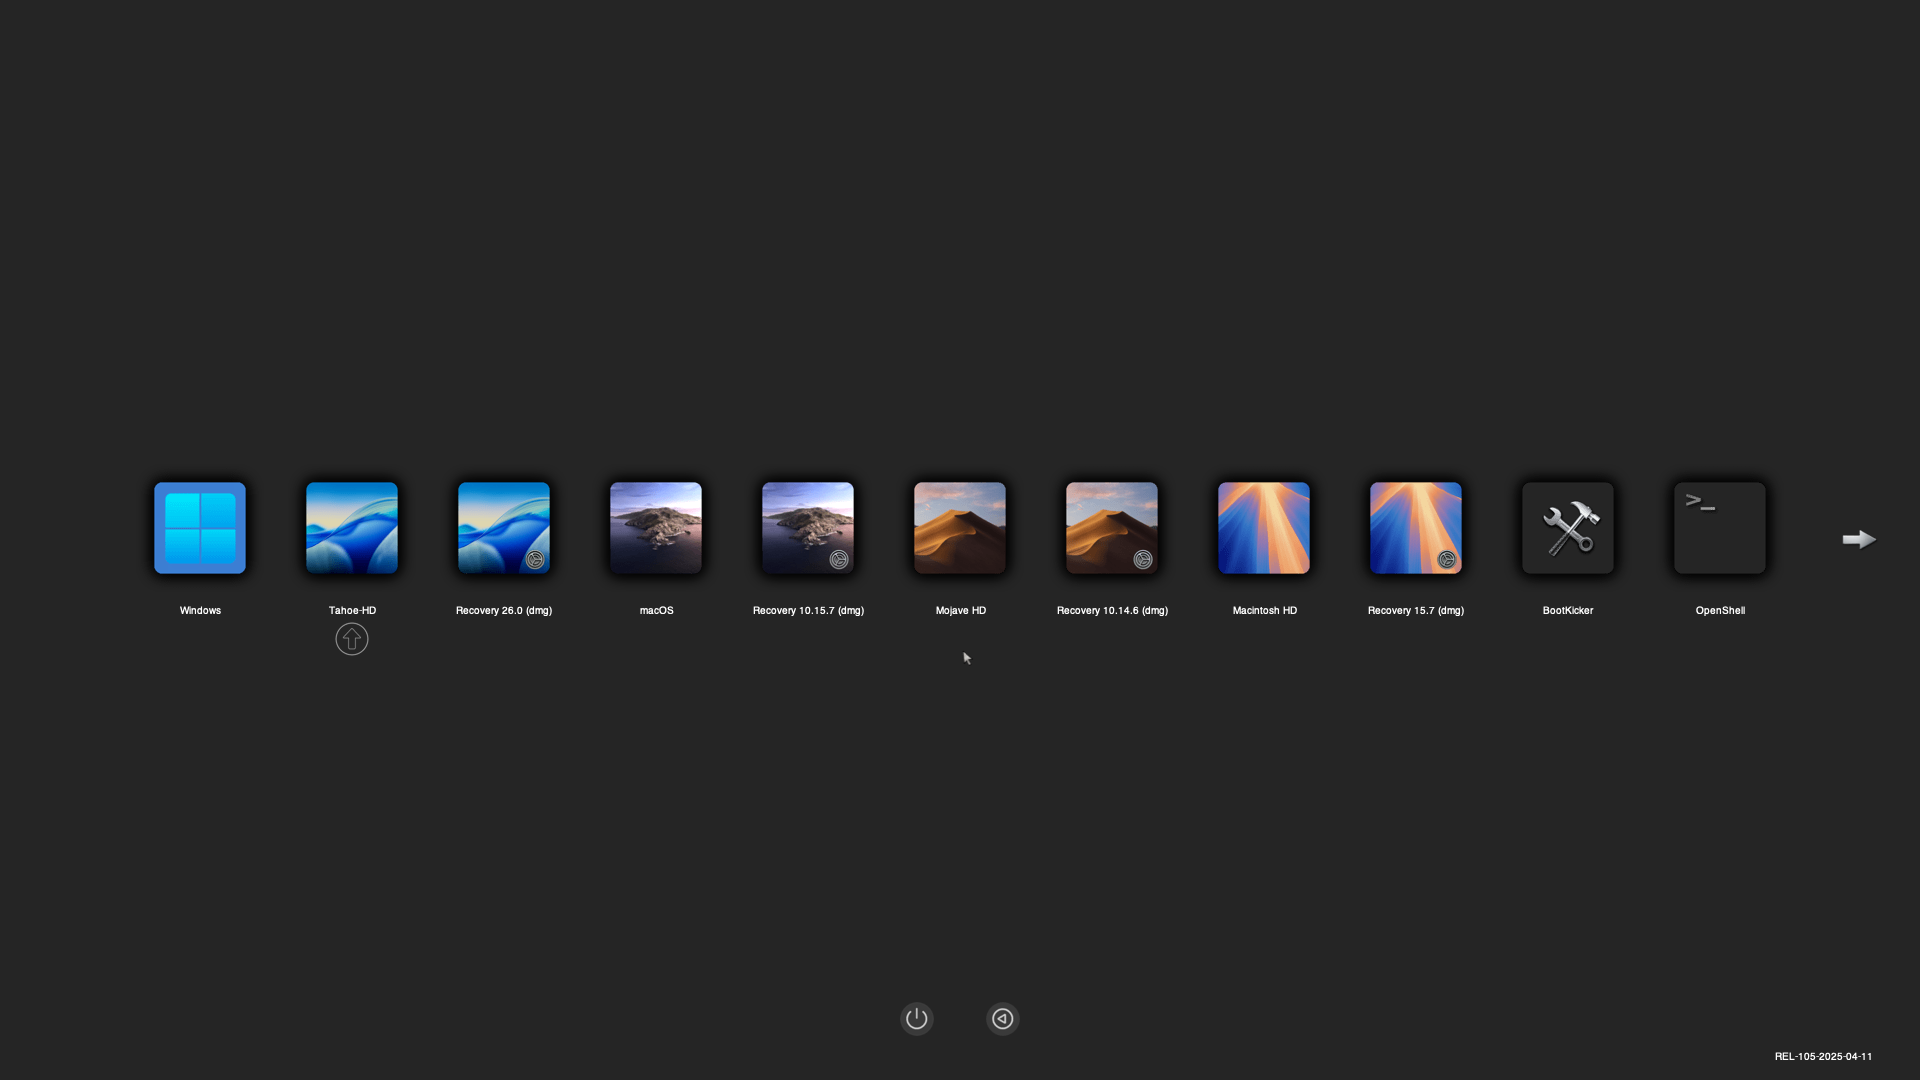 >_
Windows
Tahoe-HD
Recovery 26.0 (dmg)
macOS
Recovery 10.15.7 (dmg)
Mojave HD
Recovery 10.14.6 (dmg)
Macintosh HD
Recovery 15.7 (dmg)
BootKicker
OpenShell
REL-105-2025-04-11